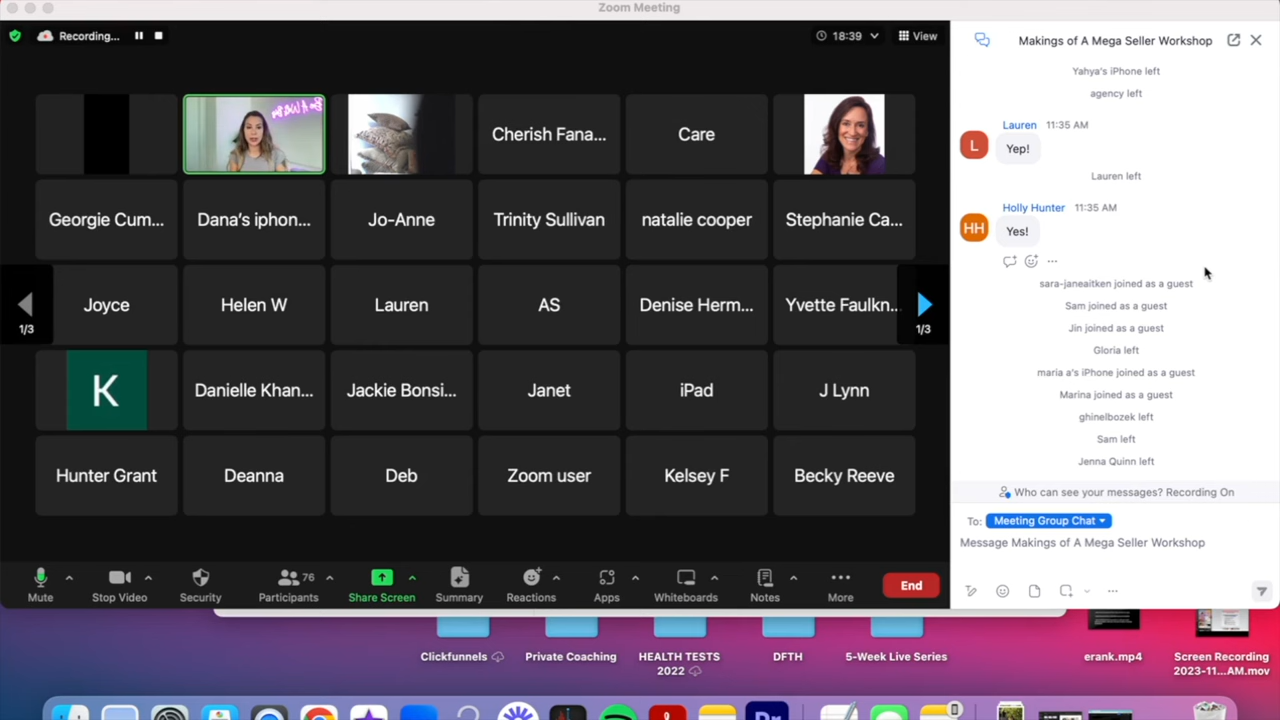 Zoom Meeting
Recording...
18:39
View
Be A Wa
Cherish Fana...
Care
Georgie Cum...
Dana's iphon...
Jo-Anne
Trinity Sullivan
natalie cooper
Stephanie Ca...
1/3
Joyce
Helen W
Lauren
AS
Denise Herm...
Yvette Faulkn...
1/3
K
Danielle Khan...
Jackie Bonsi...
Janet
iPad
J Lynn
Hunter Grant
Deanna
Deb
Zoom user
Kelsey F
Becky Reeve
Mute
Stop Video
Security
76
Participants
Share Screen
Summary
Reactions
Apps
Whiteboards
Notes
More
End
Makings of A Mega Seller Workshop
Yahya's iPhone left
agency left
Lauren 11:35 AM
L
Yep!
Lauren left
Holly Hunter 11:35 AM
HH
Yes!
sara-janeaitken joined as a guest
Sam joined as a guest
Jin joined as a guest
Gloria left
maria a's iPhone joined as a guest
Marina joined as a guest
ghinelbozek left
Sam left
Jenna Quinn left
Who can see your messages? Recording On
To: Meeting Group Chat
Message Makings of A Mega Seller Workshop
Clickfunnels
Private Coaching
HEALTH TESTS
2022
DFTH
5-Week Live Series
erank.mp4
Screen Recording
2023-11...AM.mov